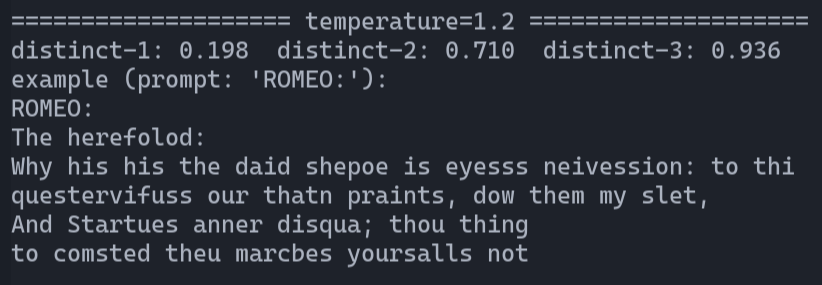 ==================== temperature=1.2 ====================
distinct-1: 0.198  distinct-2: 0.710  distinct-3: 0.936
example (prompt: 'ROMEO:'):
ROMEO:
The herefolod:
Why his his the daid shepoe is eyesss neivession: to thi
questervifuss our thatn praints, dow them my slet,
And Startues anner disqua; thou thing
to comsted theu marcbes yoursalls not